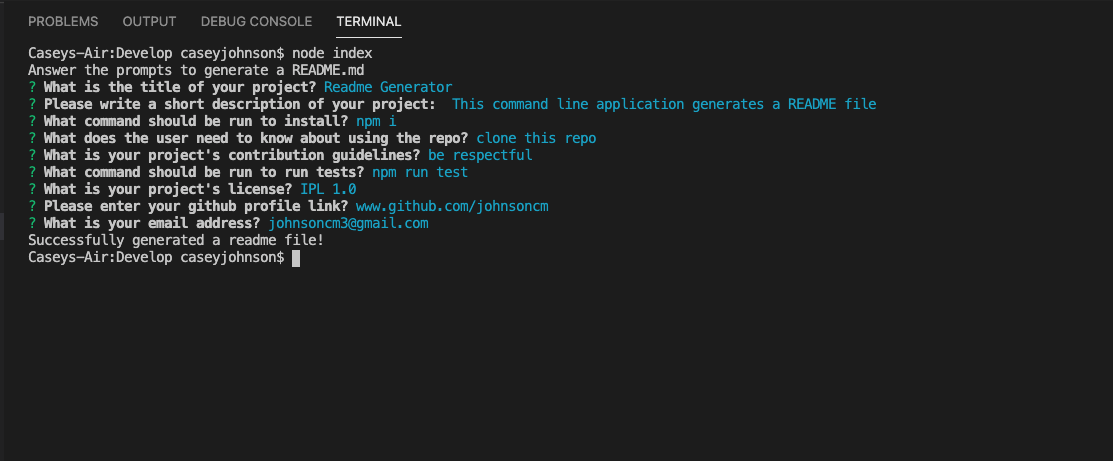 PROBLEMS OUTPUT DEBUG CONSOLE TERMINAL
Caseys-Air:Develop caseyjohnson$ node index
Answer the prompts to generate a README.md
? What is the title of your project? Readme Generator
? Please write a short description of your project:  This command line application generates a README file
? What command should be run to install? npm i
? What does the user need to know about using the repo? clone this repo
? What is your project's contribution guidelines? be respectful
? What command should be run to run tests? npm run test
? What is your project's license? IPL 1.0
? Please enter your github profile link? www.github.com/johnsoncm
? What is your email address? johnsoncm3@gmail.com
Successfully generated a readme file!
Caseys-Air:Develop caseyjohnson$